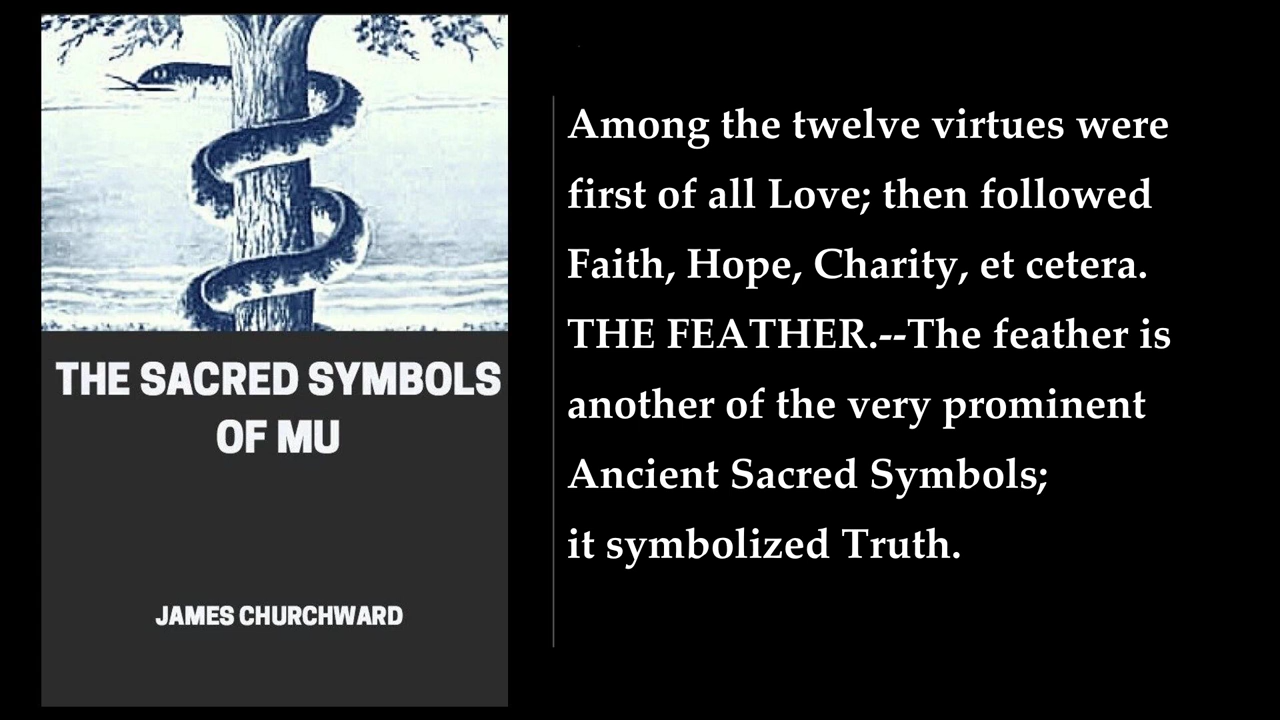 THE SACRED SYMBOLS
OF MU
JAMES CHURCHWARD
Among the twelve virtues were
first of all Love; then followed
Faith, Hope, Charity, et cetera.
THE FEATHER.--The feather is
another of the very prominent
Ancient Sacred Symbols;
it symbolized Truth.